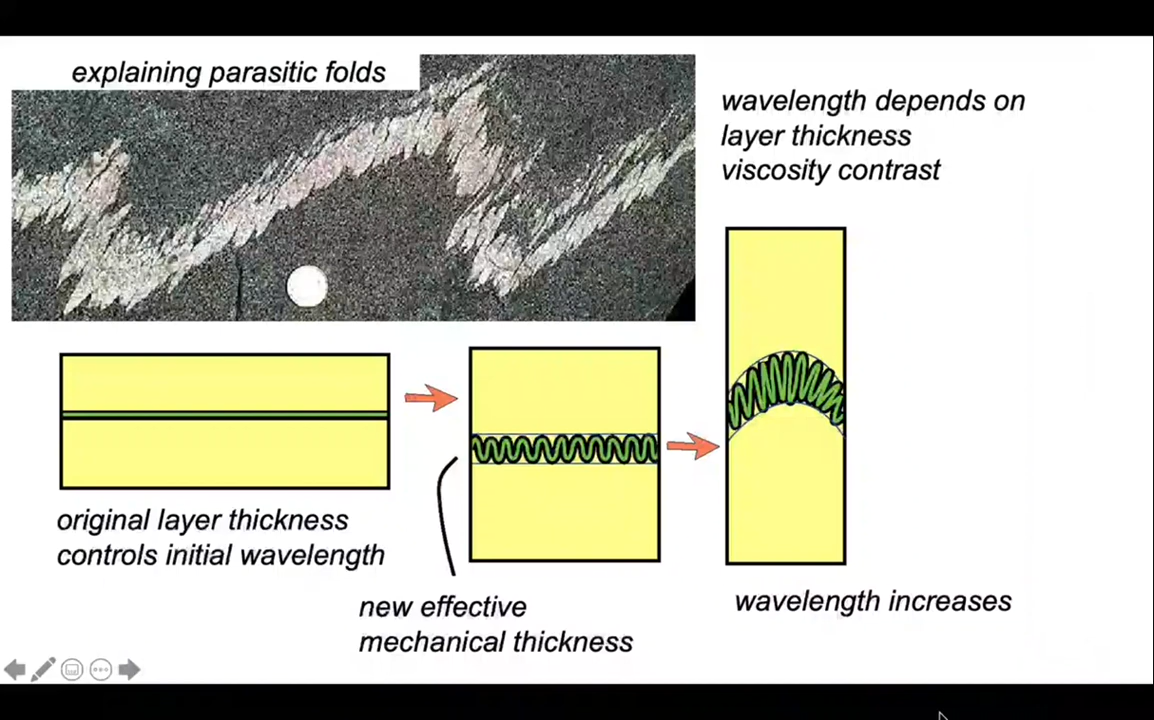 explaining parasitic folds
wavelength depends on
layer thickness
viscosity contrast
original layer thickness
controls initial wavelength
new effective
mechanical thickness
wavelength increases